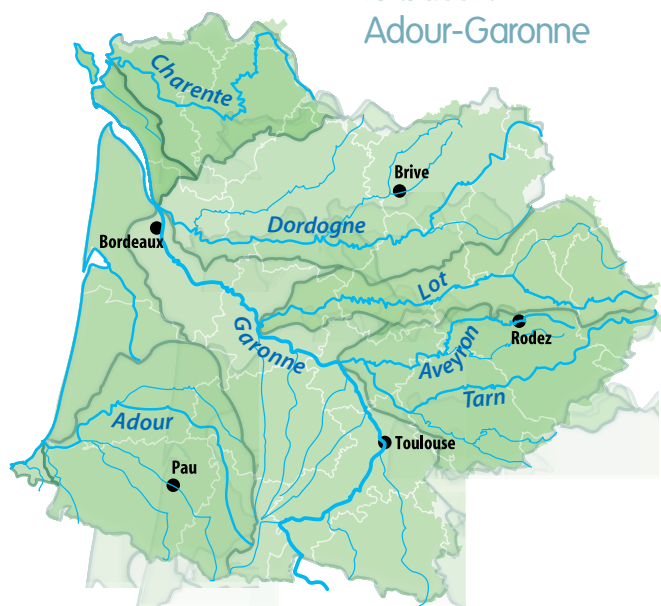 Adour-Garonne
Charente
Brive
Dordogne
Bordeaux
Lot
Garonne
Aveyron
Rodez
Tarn
Adour
Toulouse
Pau